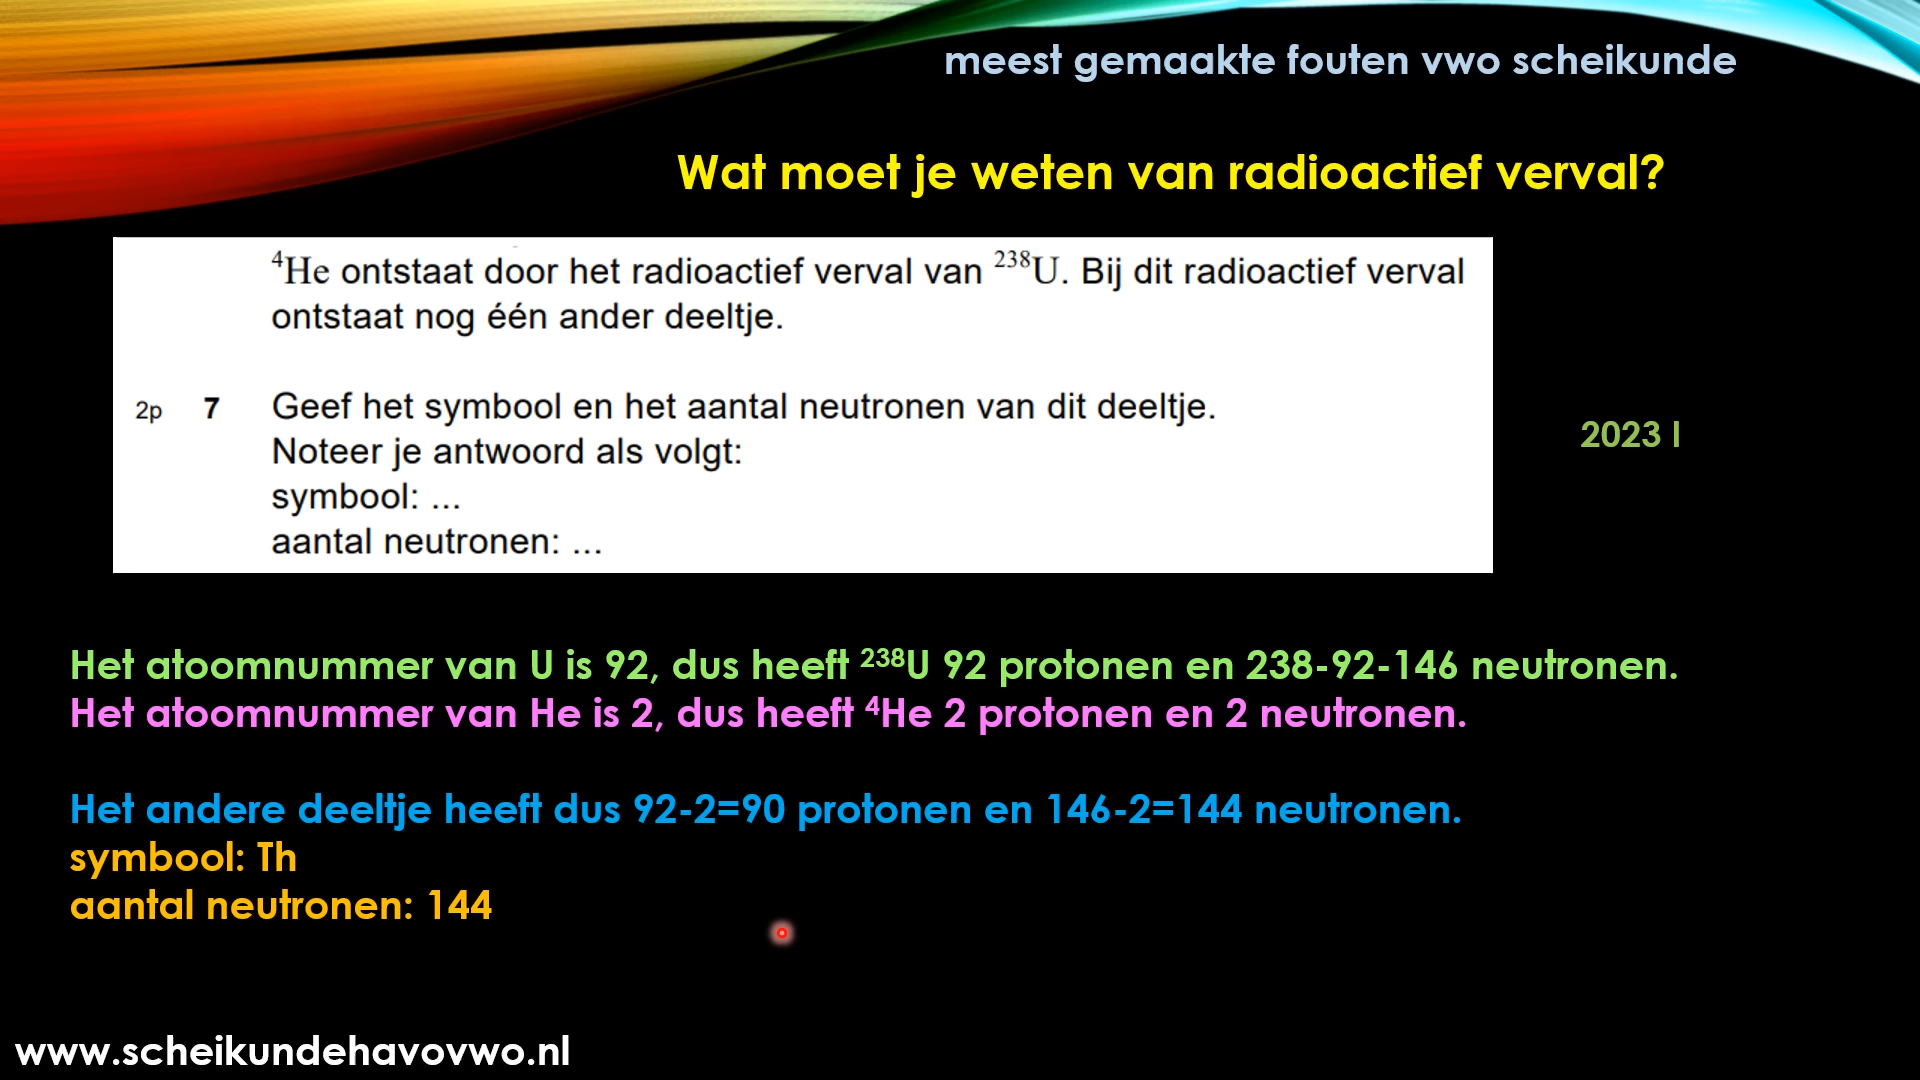 meest gemaakte fouten vwo scheikunde
Wat moet je weten van radioactief verval?
⁴He ontstaat door het radioactief verval van ²³⁸U. Bij dit radioactief verval
ontstaat nog één ander deeltje.
2p 7 Geef het symbool en het aantal neutronen van dit deeltje.
Noteer je antwoord als volgt:
symbool: ...
aantal neutronen: ...
2023 I
Het atoomnummer van U is 92, dus heeft ²³⁸U 92 protonen en 238-92-146 neutronen.
Het atoomnummer van He is 2, dus heeft ⁴He 2 protonen en 2 neutronen.
Het andere deeltje heeft dus 92-2=90 protonen en 146-2=144 neutronen.
symbool: Th
aantal neutronen: 144
www.scheikundehavovwo.nl